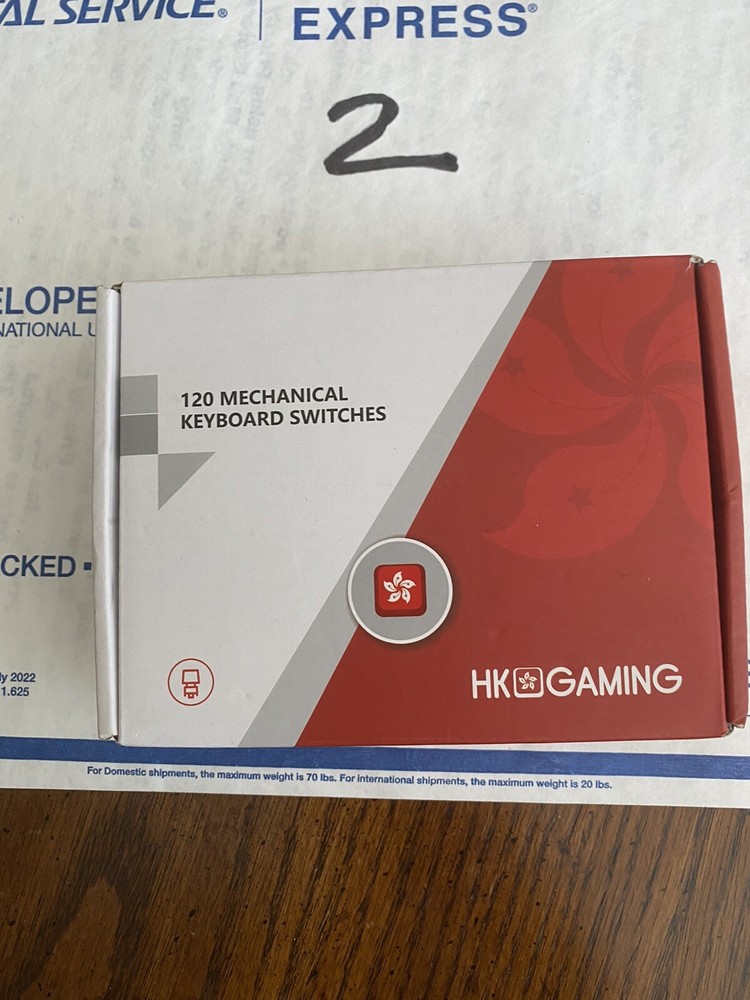 AL SERVICE®
EXPRESS®
2
ELOPE
NATIONAL U
120 MECHANICAL
KEYBOARD SWITCHES
CKED ▪
ly 2022
1.625
HK GAMING
For Domestic shipments, the maximum weight is 70 lbs. For international shipments, the maximum weight is 20 lbs.